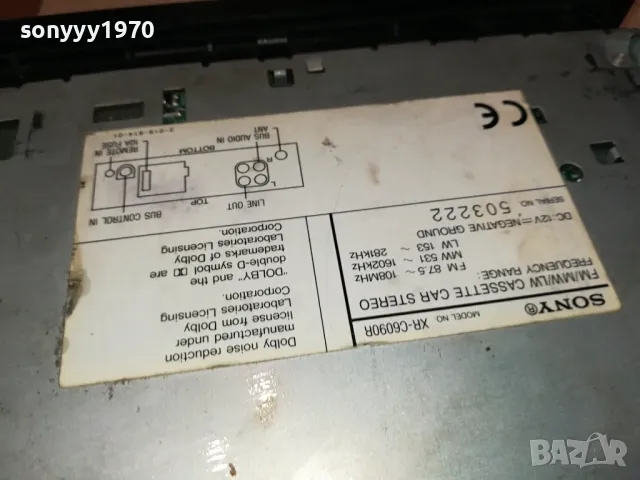 sonyyy1970
SONY®
MODEL NO. XR-C6090R
FM/MW/LW CASSETTE CAR STEREO
FREQUENCY RANGE:
FM 87.5 ~ 108MHz
MW 531 ~ 1602kHz
LW 153 ~ 281kHz
DC 12V NEGATIVE GROUND
SERIAL NO. 503222
CE
Dolby noise reduction
manufactured under
license from Dolby
Laboratories Licensing
Corporation.
"DOLBY" and the
double-D symbol are
trademarks of Dolby
Laboratories Licensing
Corporation.
LINE OUT
TOP
BUS CONTROL IN
L
R
BOTTOM
BUS AUDIO IN
ANT
REMOTE IN
10A FUSE
BAZAR
bg